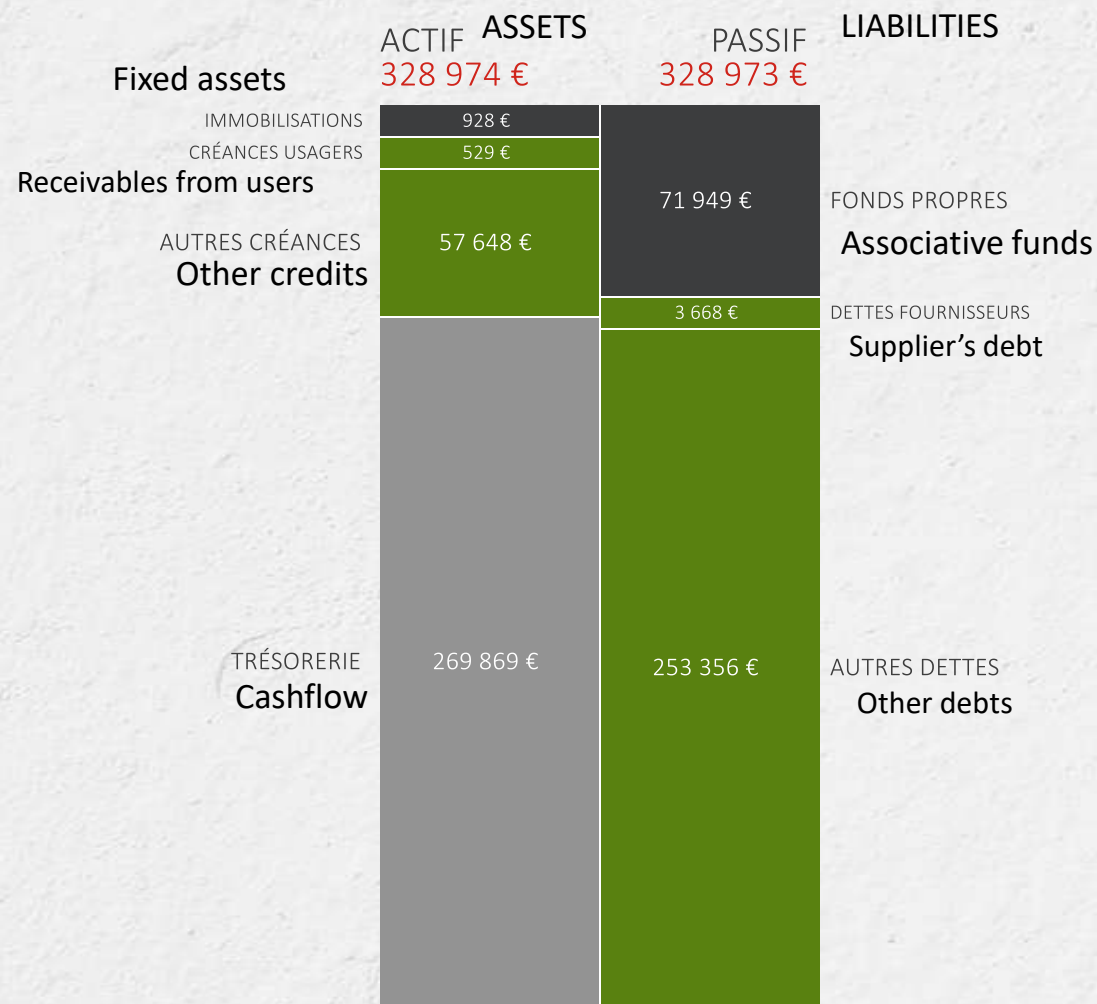 ACTIF ASSETS
PASSIF LIABILITIES
328 974 €
328 973 €
Fixed assets
IMMOBILISATIONS
928 €
CRÉANCES USAGERS
529 €
Receivables from users
AUTRES CRÉANCES
57 648 €
Other credits
TRÉSORERIE
269 869 €
Cashflow
71 949 €
FONDS PROPRES
Associative funds
3 668 €
DETTES FOURNISSEURS
Supplier’s debt
253 356 €
AUTRES DETTES
Other debts